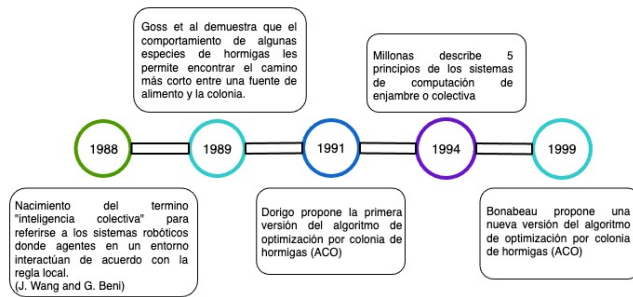 Goss et al demuestra que el
comportamiento de algunas
especies de hormigas les
permite encontrar el camino
más corto entre una fuente de
alimento y la colonia.
Millonas describe 5
principios de los sistemas
de computación de
enjambre o colectiva
1988
1989
1991
1994
1999
Nacimiento del termino
"inteligencia colectiva" para
referirse a los sistemas robóticos
donde agentes en un entorno
interactúan de acuerdo con la
regla local.
(J. Wang and G. Beni)
Dorigo propone la primera
versión del algoritmo de
optimización por colonia de
hormigas (ACO)
Bonabeau propone una
nueva versión del algoritmo
de optimización por colonia
de hormigas (ACO)